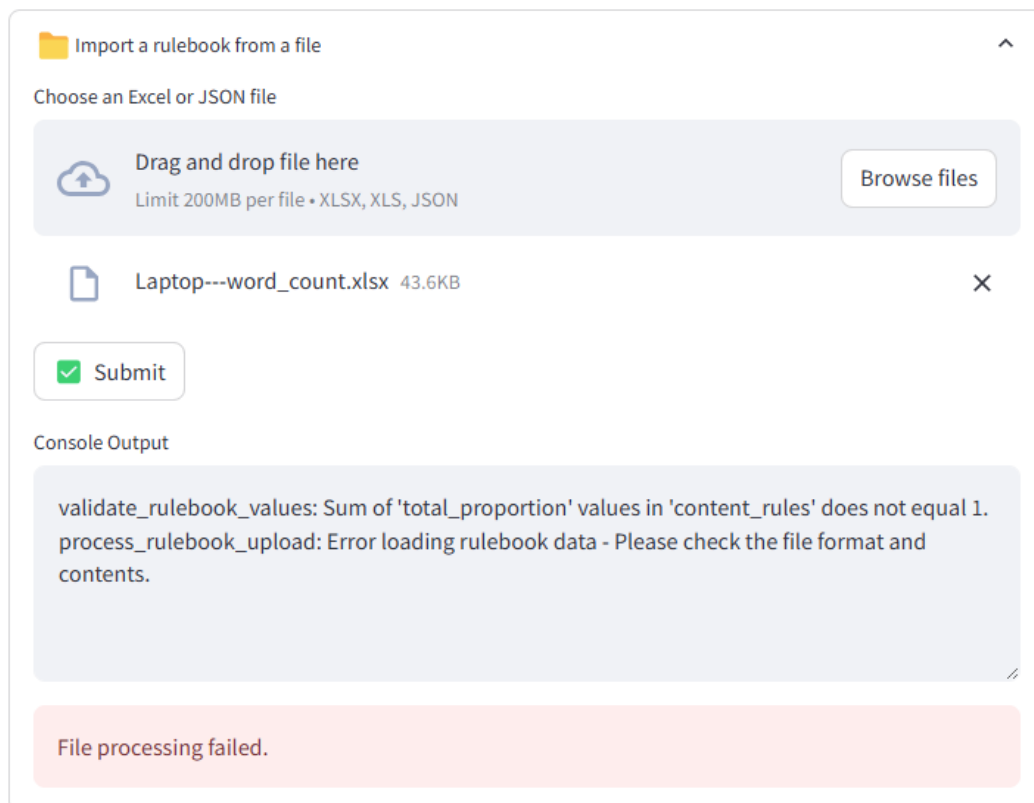 Import a rulebook from a file
Choose an Excel or JSON file
Drag and drop file here
Limit 200MB per file • XLSX, XLS, JSON
Browse files
Laptop---word_count.xlsx 43.6KB
Submit
Console Output
validate_rulebook_values: Sum of 'total_proportion' values in 'content_rules' does not equal 1.
process_rulebook_upload: Error loading rulebook data - Please check the file format and
contents.
File processing failed.